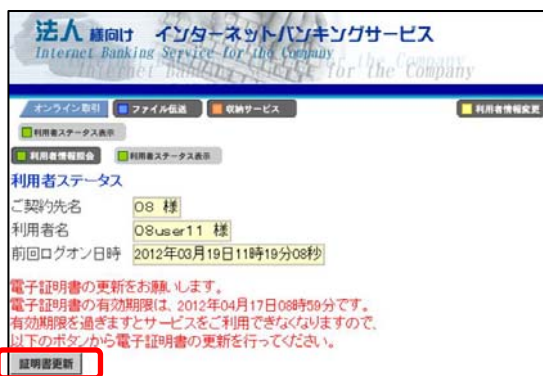 法人 様向け インターネットバンキングサービス
Internet Banking Service for the Company
オンライン取引 ファイル伝送 収納サービス 利用者情報変更
利用者ステータス表示
利用者情報照会 利用者ステータス表示
利用者ステータス
ご契約先名 08 様
利用者名 08user11 様
前回ログオン日時 2012年03月19日11時19分08秒
電子証明書の更新をお願いします。
電子証明書の有効期限は、2012年04月17日08時59分です。
有効期限を過ぎますとサービスをご利用できなくなりますので、
以下のボタンから電子証明書の更新を行ってください。
証明書更新